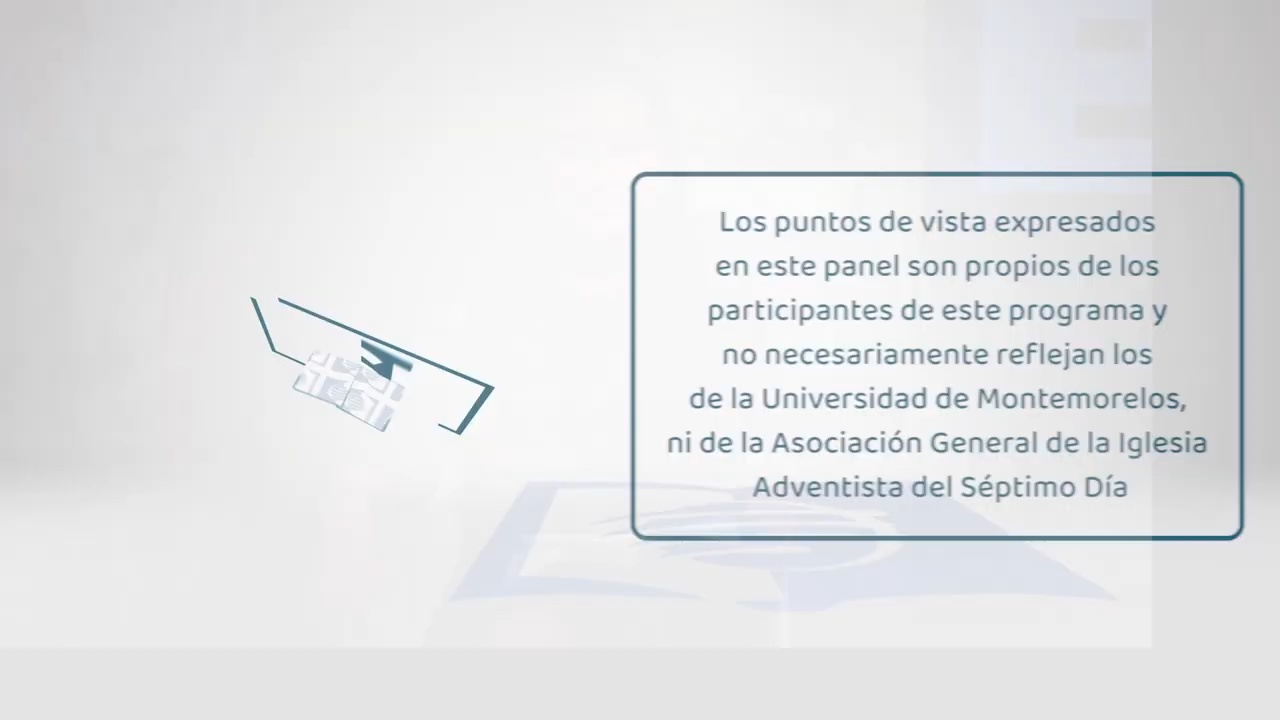 Los puntos de vista expresados
en este panel son propios de los
participantes de este programa y
no necesariamente reflejan los
de la Universidad de Montemorelos,
ni de la Asociación General de la Iglesia
Adventista del Séptimo Día